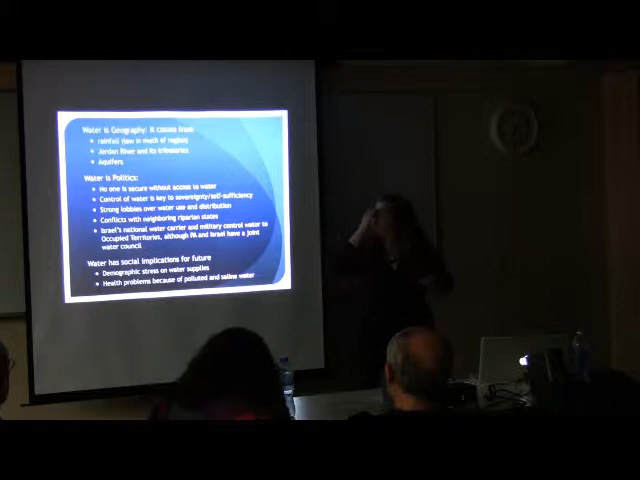 Water is Geography: it comes from:
• rainfall (low in much of region)
• Jordan River and its tributaries
• Aquifers
Water is Politics:
• No one is secure without access to water
• Control of water is key to sovereignty/self-sufficiency
• Strong lobbies over water use and distribution
• Conflicts with neighboring riparian states
• Israel's national water carrier and military control water to
Occupied Territories, although PA and Israel have a joint
water council
Water has social implications for future
• Demographic stress on water supplies
• Health problems because of polluted and saline water